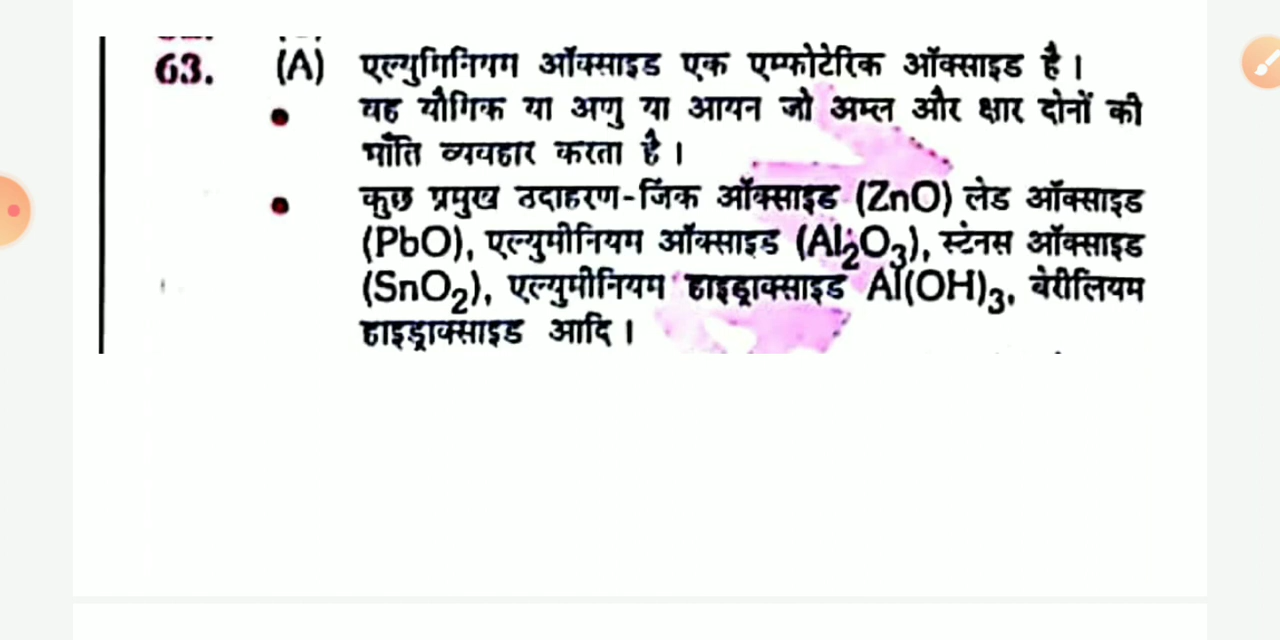 63. (A) एल्युमिनियम ऑक्साइड एक एम्फोटेरिक ऑक्साइड है।
• यह यौगिक या अणु या आयन जो अम्ल और क्षार दोनों की
भाँति व्यवहार करता है।
• कुछ प्रमुख उदाहरण-जिंक ऑक्साइड (ZnO) लेड ऑक्साइड
(PbO), एल्युमीनियम ऑक्साइड (Al₂O₃), स्टंनस ऑक्साइड
(SnO₂), एल्युमीनियम हाइड्राक्साइड Al(OH)₃, बेरीलियम
हाइड्राक्साइड आदि।